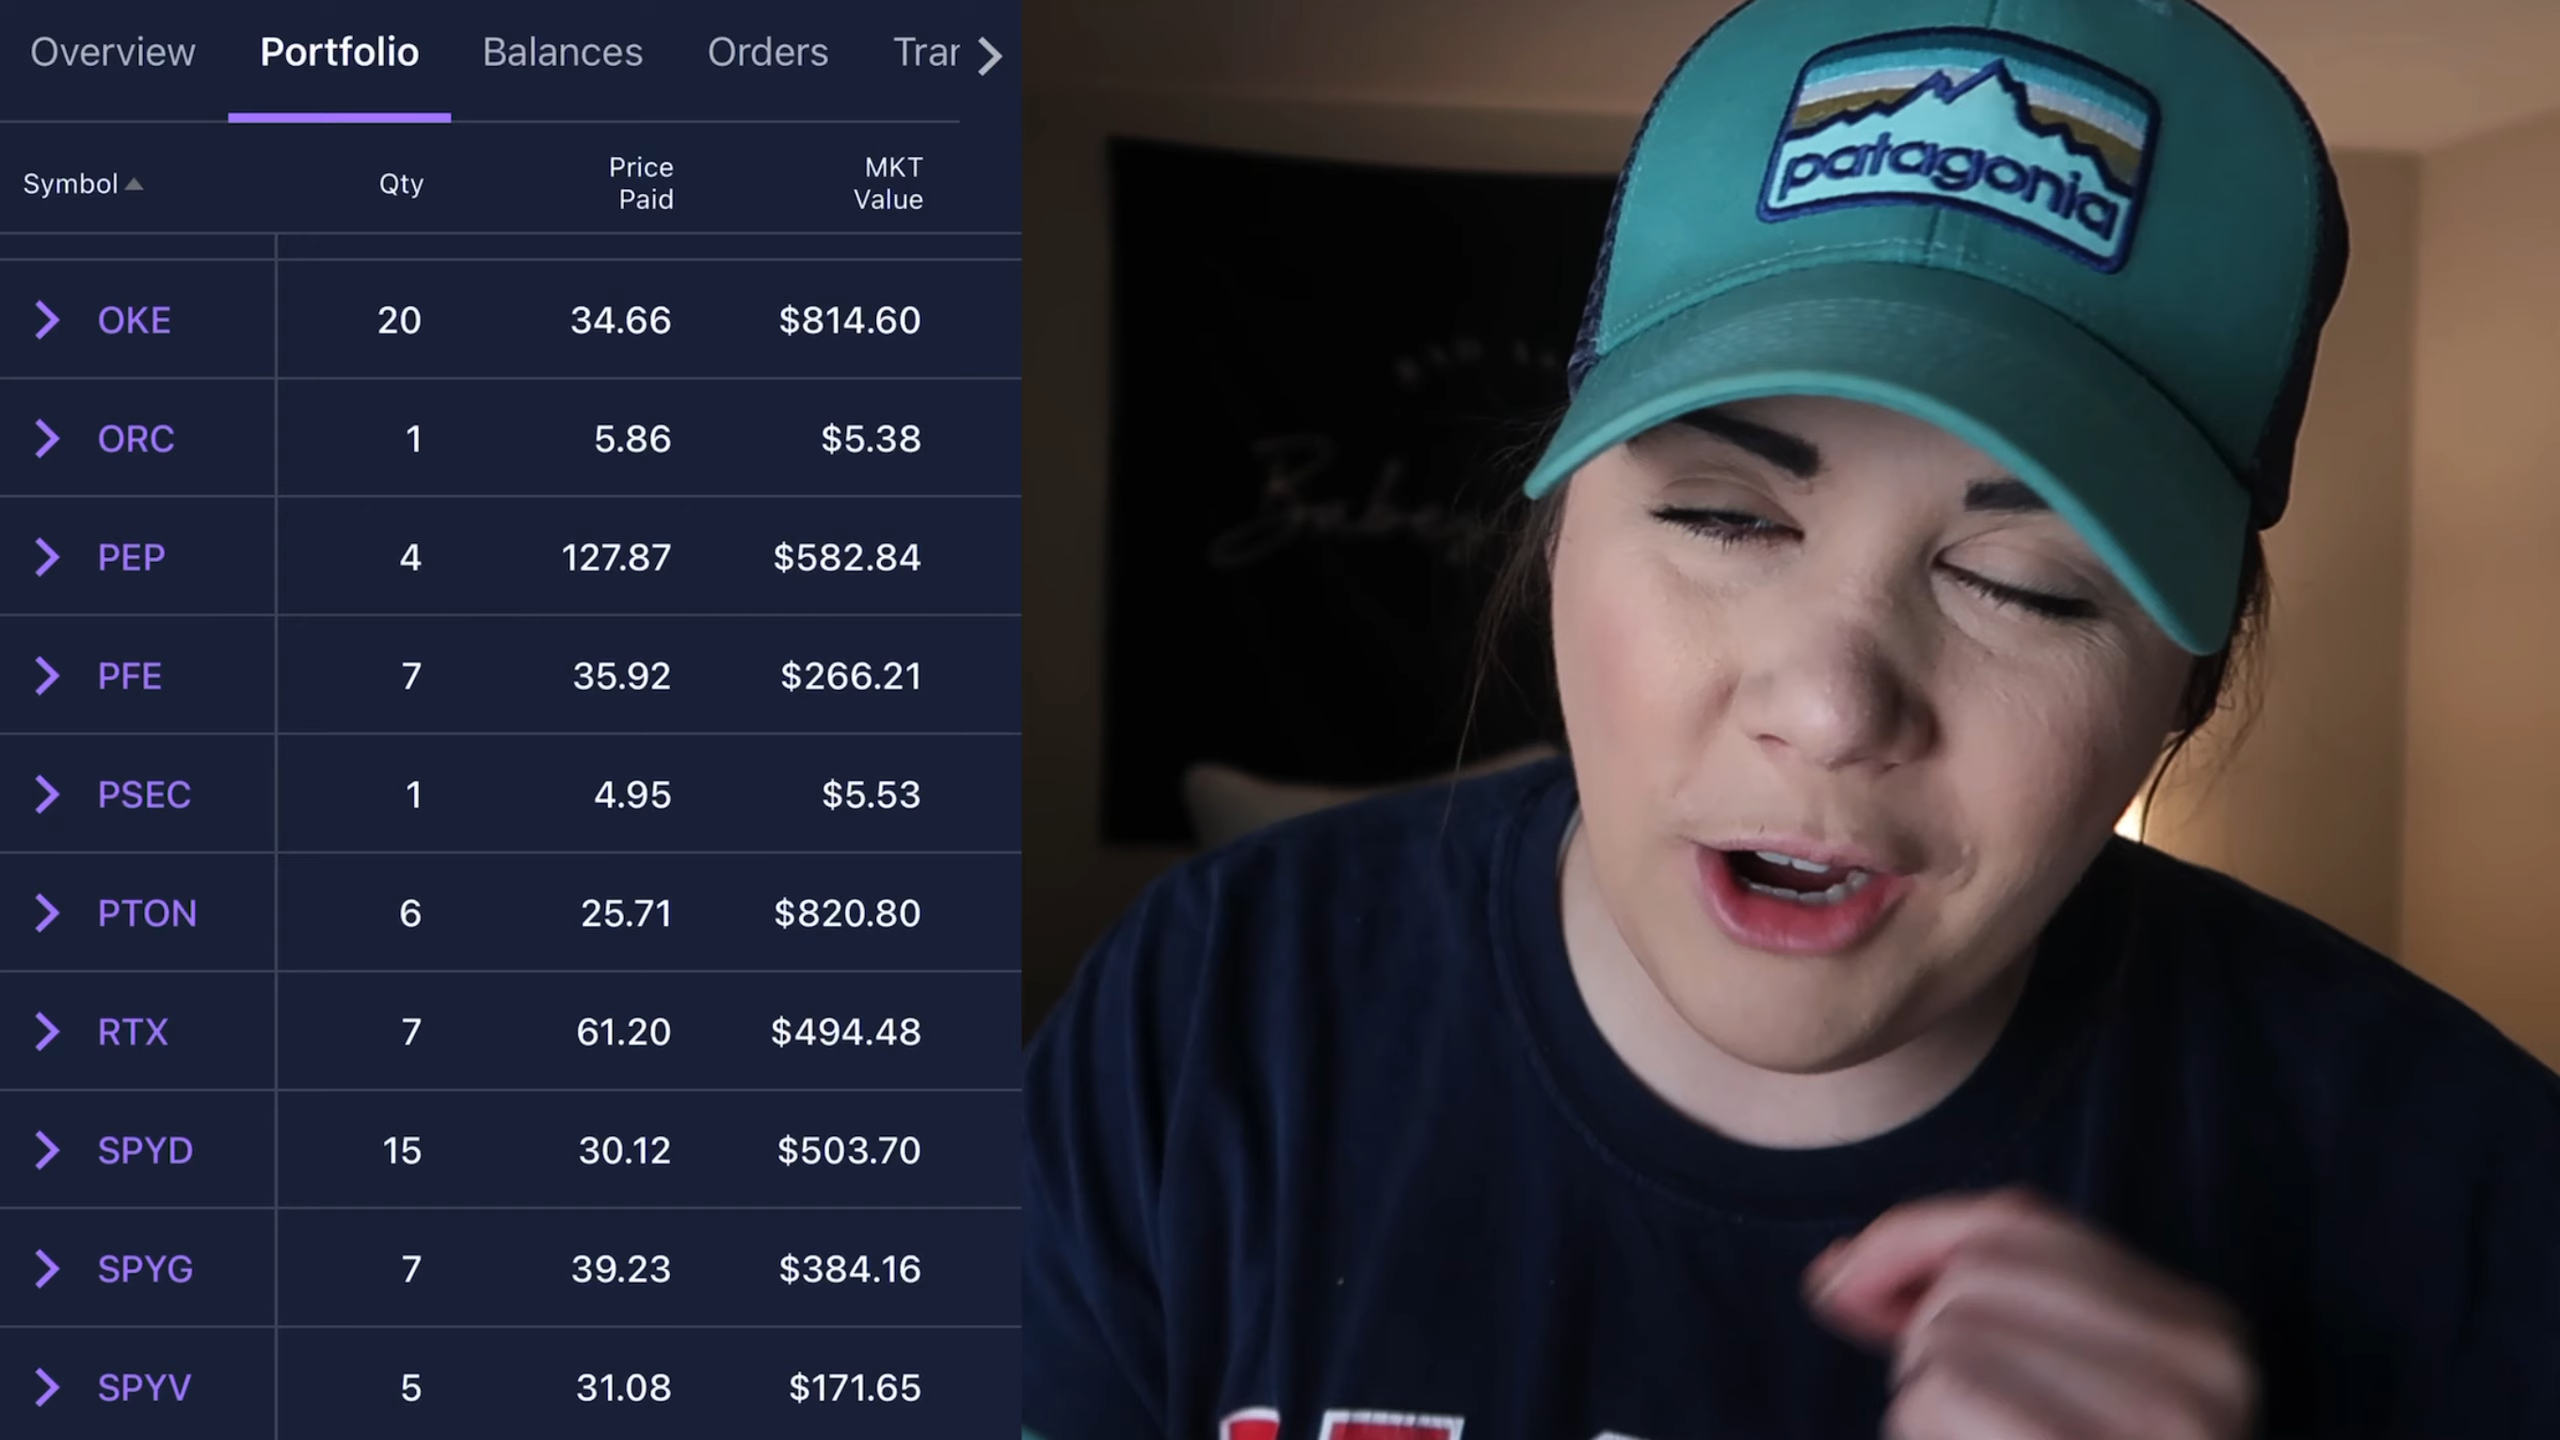 Overview Portfolio Balances Orders Tran
Symbol Qty Price Paid MKT Value
OKE 20 34.66 $814.60
ORC 1 5.86 $5.38
PEP 4 127.87 $582.84
PFE 7 35.92 $266.21
PSEC 1 4.95 $5.53
PTON 6 25.71 $820.80
RTX 7 61.20 $494.48
SPYD 15 30.12 $503.70
SPYG 7 39.23 $384.16
SPYV 5 31.08 $171.65
patagonia
Babes